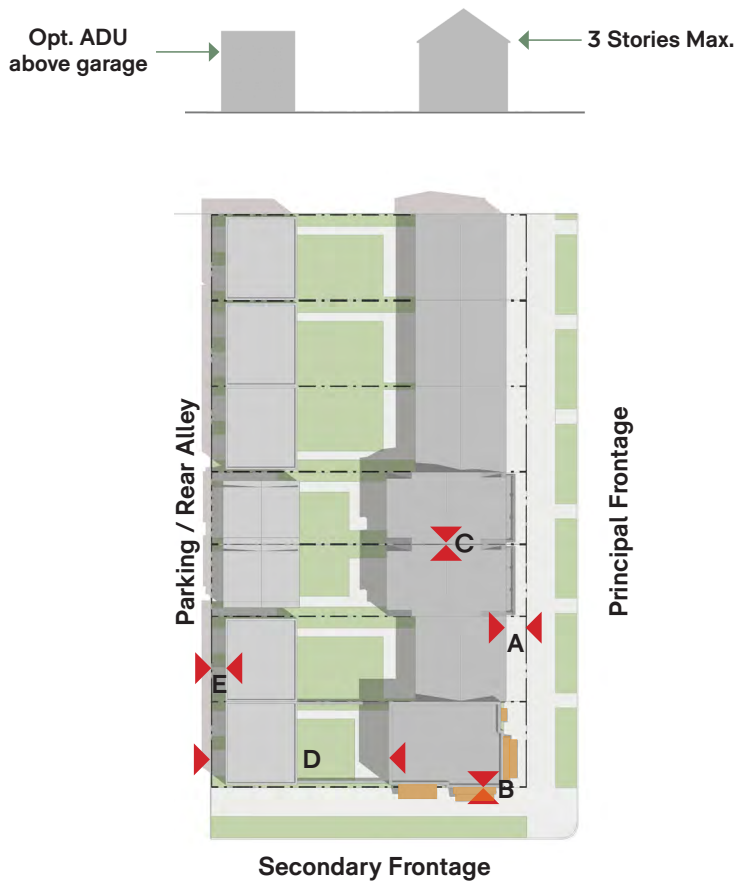 Opt. ADU
above garage
3 Stories Max.
Parking / Rear Alley
Principal Frontage
C
A
E
D
B
Secondary Frontage